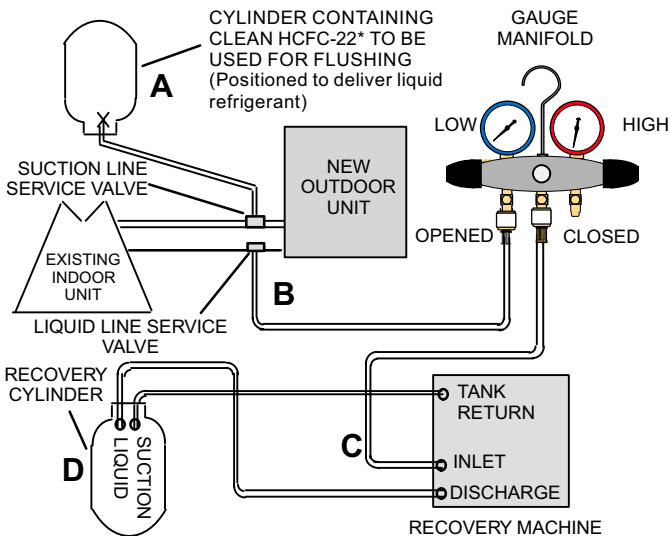 CYLINDER CONTAINING
CLEAN HCFC-22* TO BE
USED FOR FLUSHING
(Positioned to deliver liquid
refrigerant)
A
GAUGE
MANIFOLD
LOW
HIGH
SUCTION LINE
SERVICE VALVE
NEW
OUTDOOR
UNIT
OPENED
CLOSED
EXISTING
INDOOR
UNIT
B
LIQUID LINE SERVICE
VALVE
RECOVERY
CYLINDER
TANK
RETURN
C
D
LIQUID
SUCTION
INLET
DISCHARGE
RECOVERY MACHINE